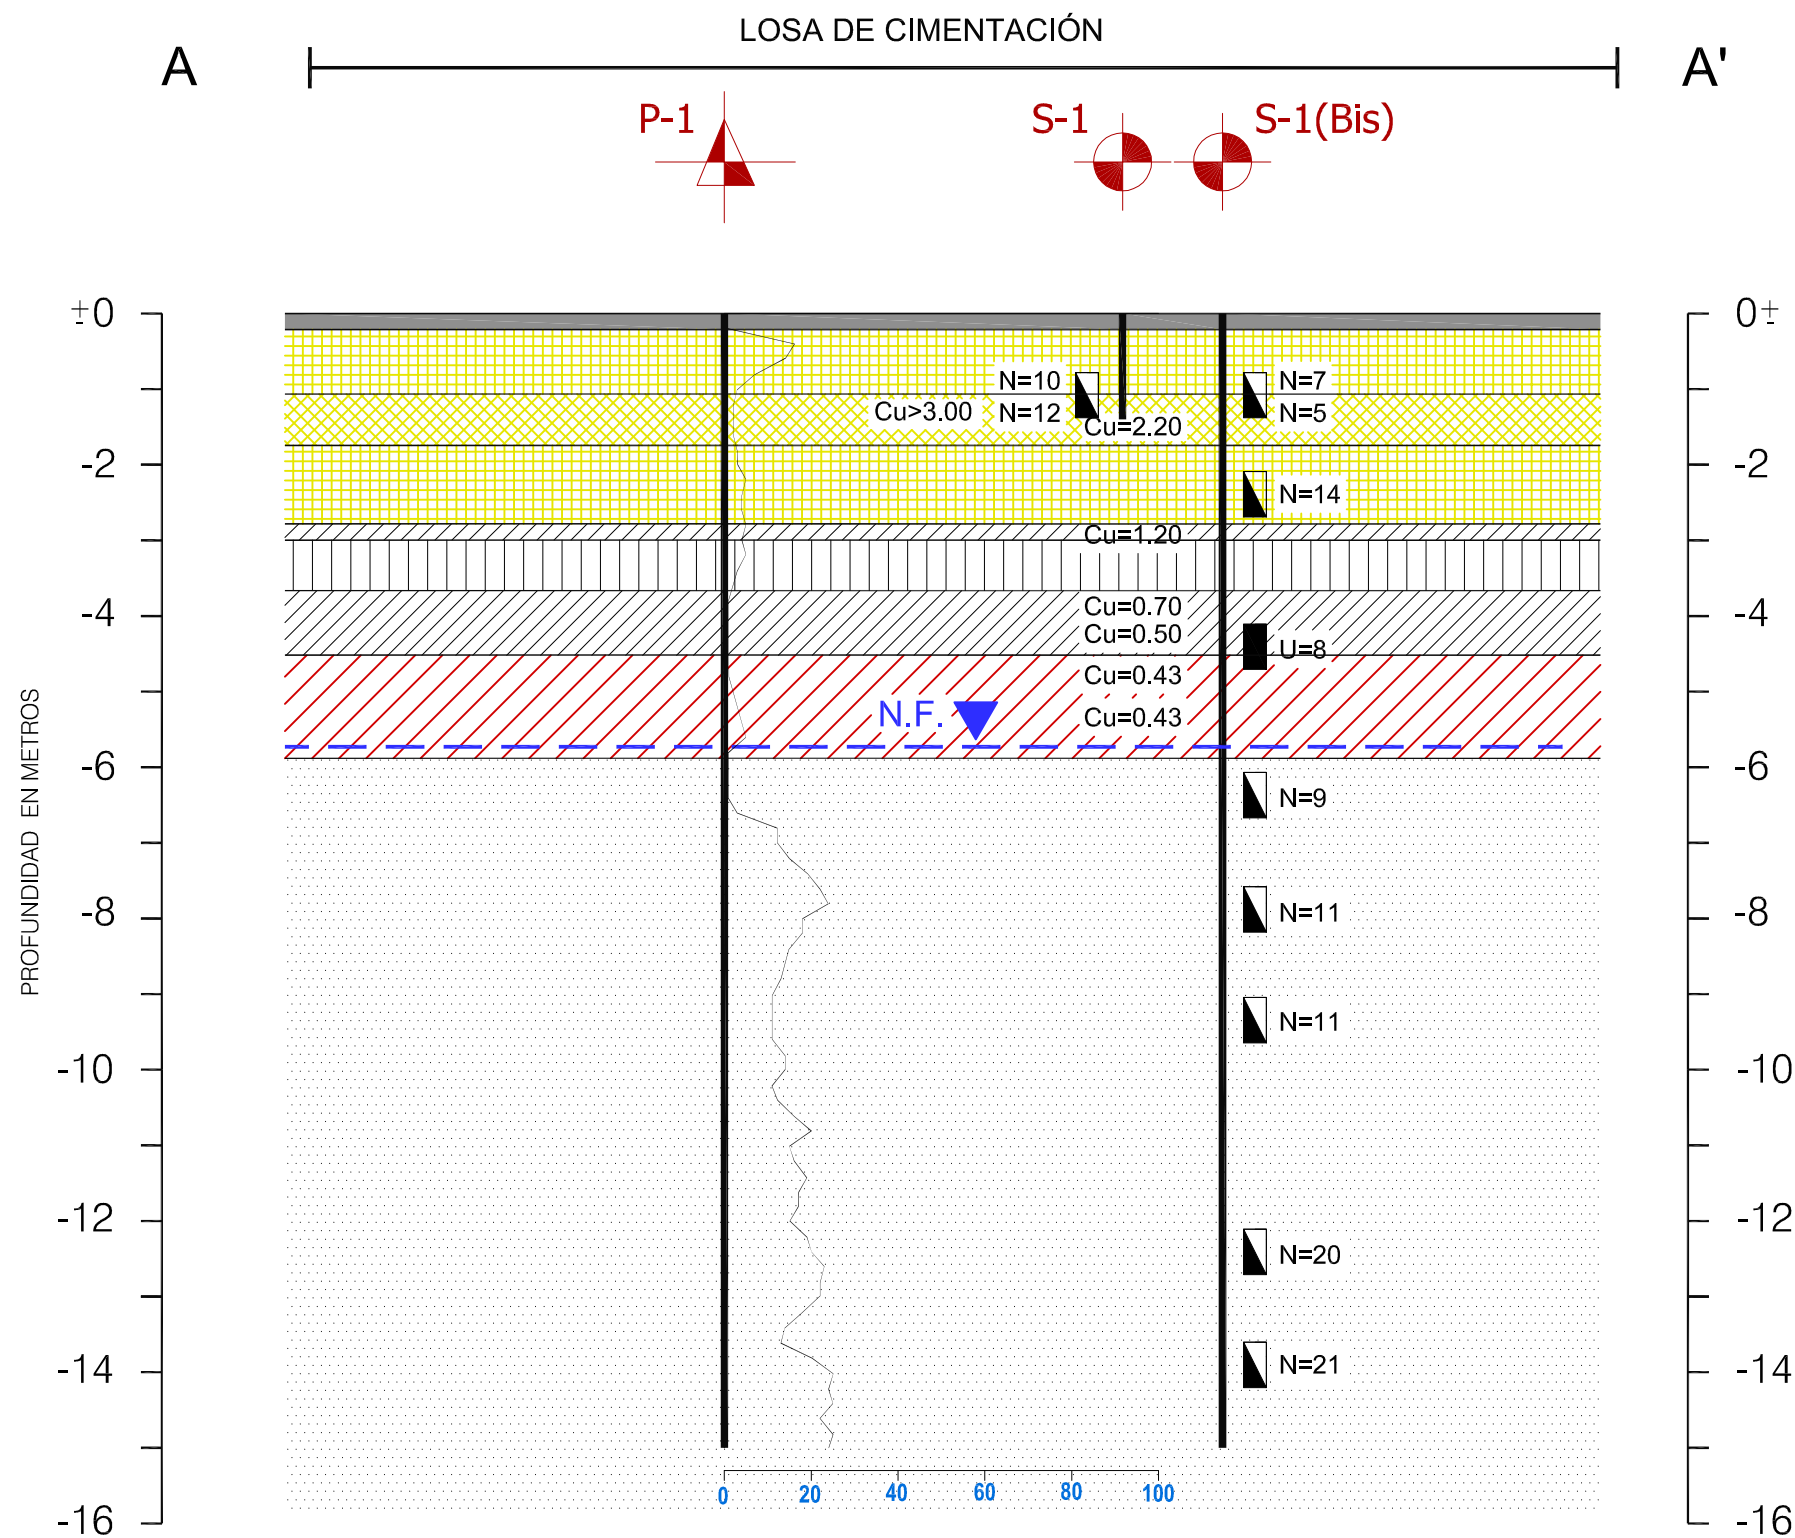 LOSA DE CIMENTACIÓN
A
A'
P-1
S-1
S-1(Bis)
±0
0±
N=10
N=7
Cu>3.00
N=12
N=5
Cu=2.20
-2
-2
N=14
Cu=1.20
-4
-4
Cu=0.70
Cu=0.50
U=8
Cu=0.43
N.F.
Cu=0.43
PROFUNDIDAD EN METROS
-6
-6
N=9
-8
-8
N=11
N=11
-10
-10
-12
-12
N=20
-14
-14
N=21
0 20 40 60 80 100
-16
-16